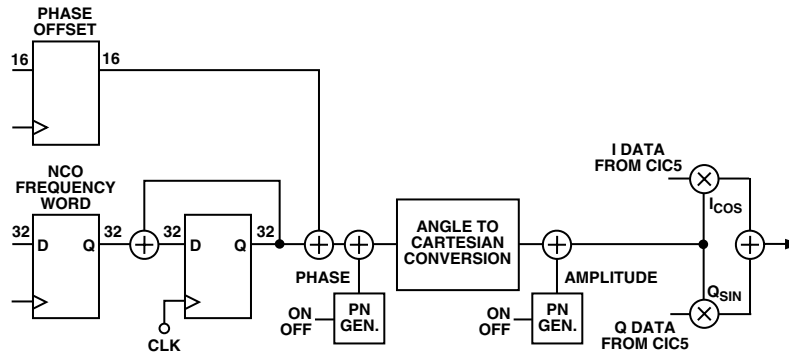 PHASE
OFFSET
16
16
NCO
FREQUENCY
WORD
32
D
Q
32
32
D
Q
32
PHASE
ON
OFF
PN
GEN.
CLK
ANGLE TO
CARTESIAN
CONVERSION
AMPLITUDE
ON
OFF
PN
GEN.
I DATA
FROM CIC5
ICOS
QSIN
Q DATA
FROM CIC5